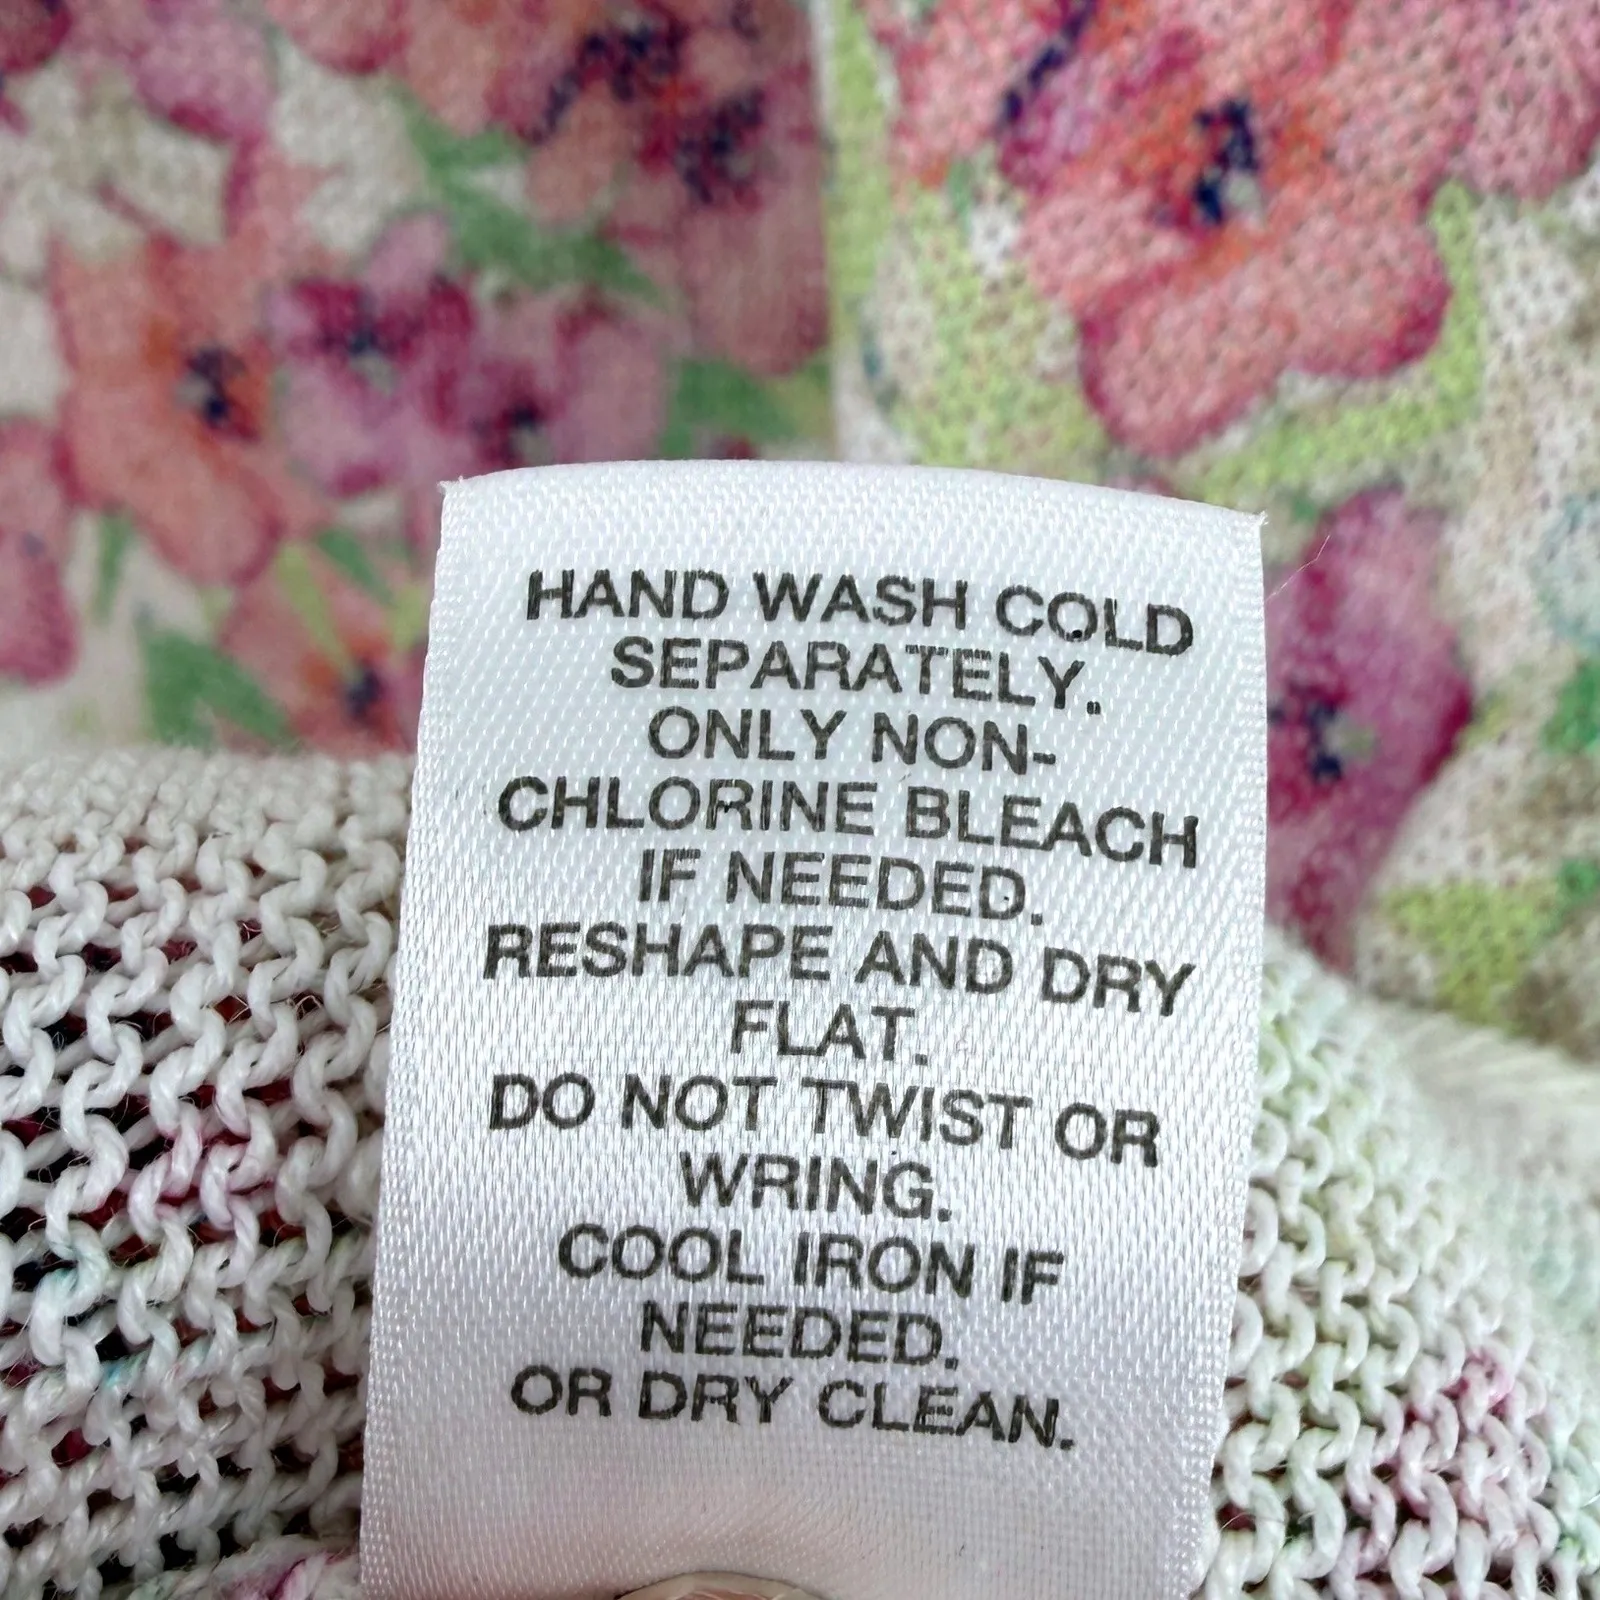 HAND WASH COLD
SEPARATELY.
ONLY NON-
CHLORINE BLEACH
IF NEEDED.
RESHAPE AND DRY
FLAT.
DO NOT TWIST OR
WRING.
COOL IRON IF
NEEDED.
OR DRY CLEAN.